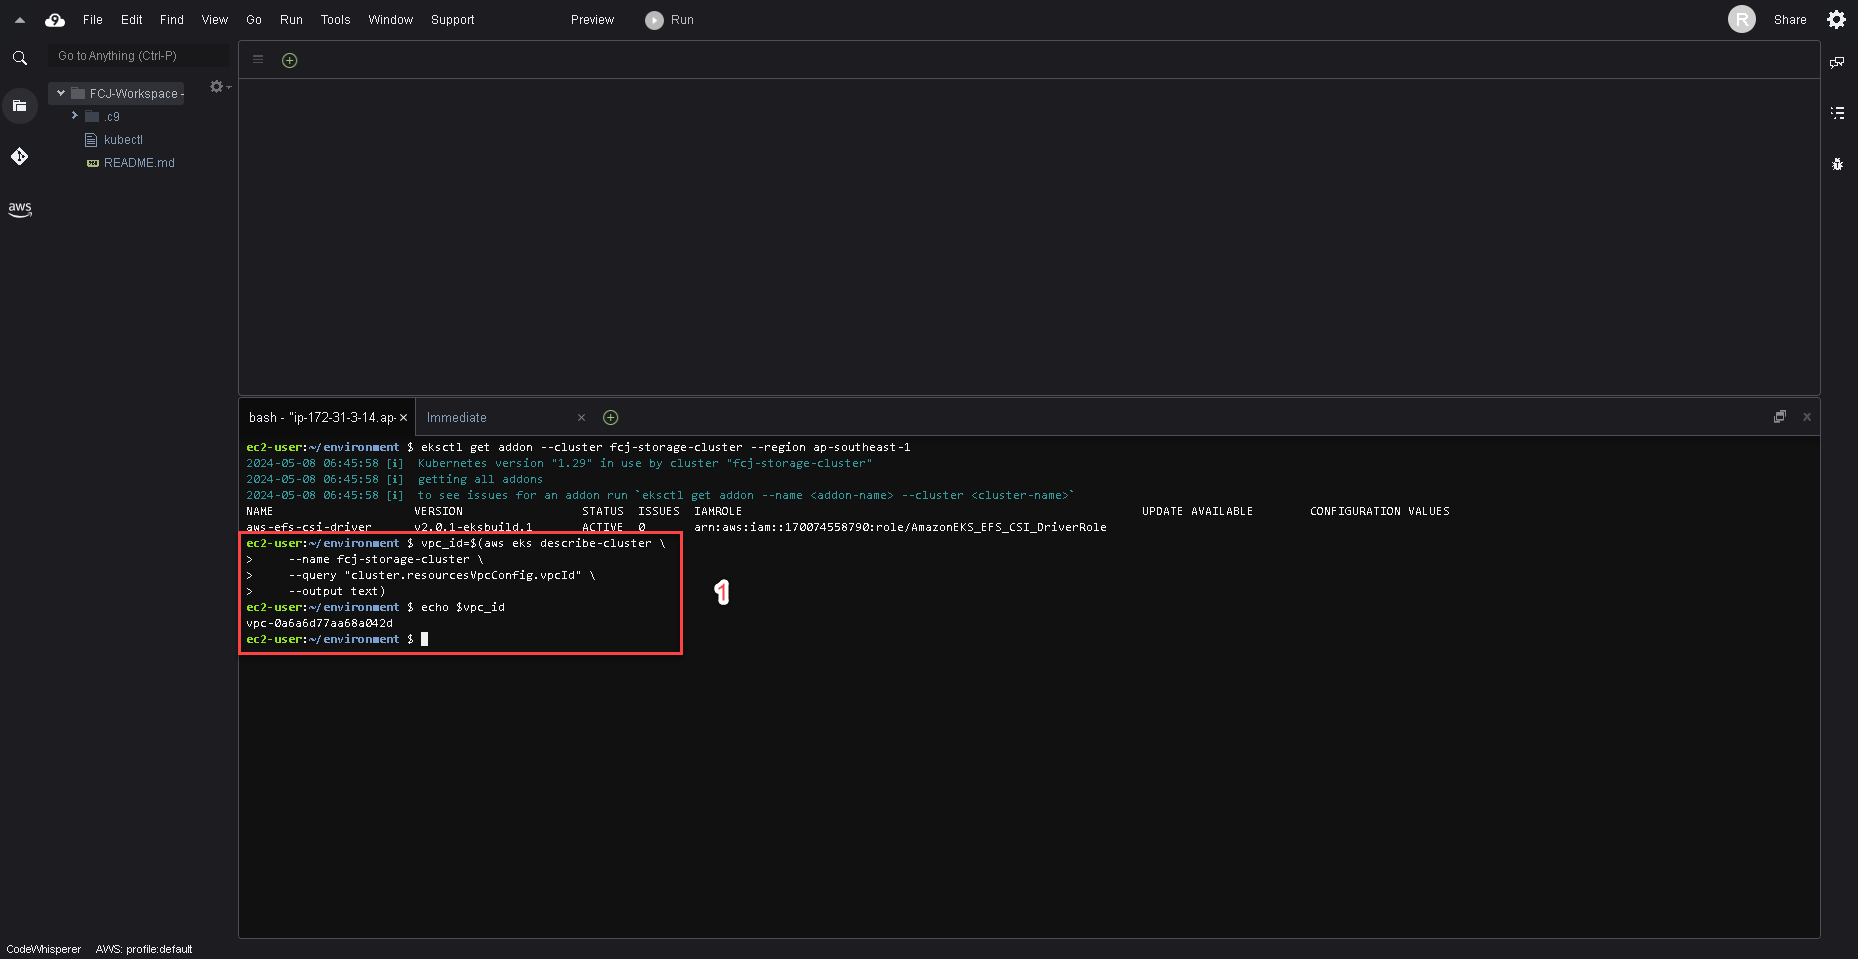 File Edit Find View Go Run Tools Window Support Preview Run R Share
Go to Anything (Ctrl-P)
FCJ-Workspace -
.c9
kubectl
README.md
aws
bash - "ip-172-31-3-14.ap- Immediate
ec2-user:~/environment $ eksctl get addon --cluster fcj-storage-cluster --region ap-southeast-1
2024-05-08 06:45:58 [i]  Kubernetes version "1.29" in use by cluster "fcj-storage-cluster"
2024-05-08 06:45:58 [i]  getting all addons
2024-05-08 06:45:58 [i]  to see issues for an addon run `eksctl get addon --name <addon-name> --cluster <cluster-name>`
NAME VERSION STATUS ISSUES IAMROLE UPDATE AVAILABLE CONFIGURATION VALUES
aws-efs-csi-driver v2.0.1-eksbuild.1 ACTIVE 0 arn:aws:iam::170074558790:role/AmazonEKS_EFS_CSI_DriverRole
ec2-user:~/environment $ vpc_id=$(aws eks describe-cluster \
>     --name fcj-storage-cluster \
>     --query "cluster.resourcesVpcConfig.vpcId" \
>     --output text)
ec2-user:~/environment $ echo $vpc_id
vpc-0a6a6d77aa68a042d
ec2-user:~/environment $
1
CodeWhisperer AWS: profile:default